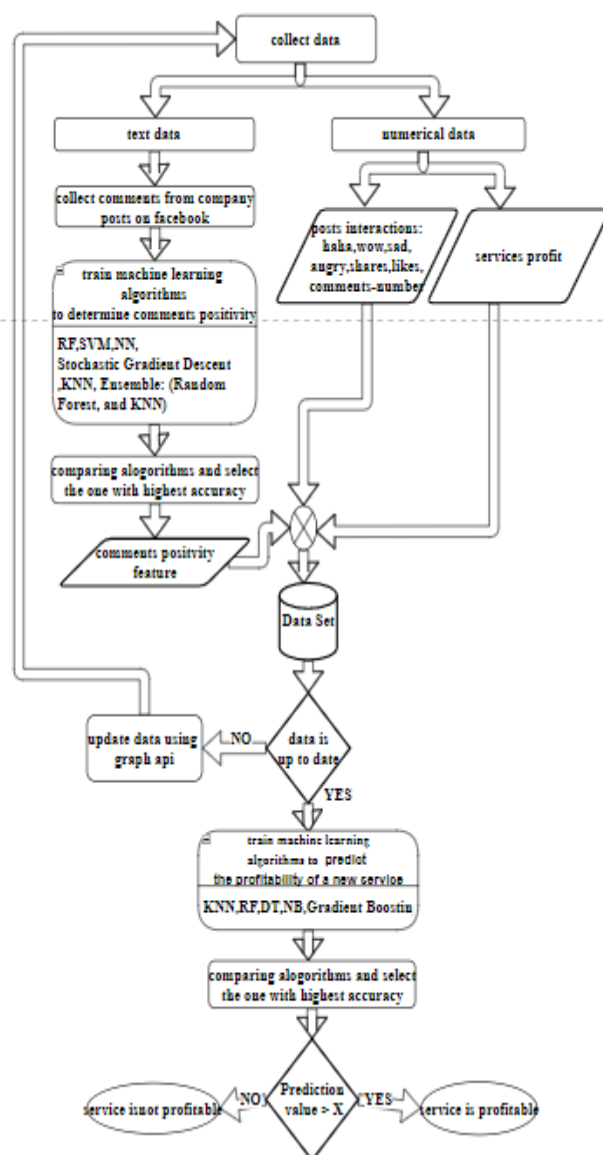 collect data
text data
numerical data
collect comments from company
posts on facebook
posts interactions:
haha,wow,sad,
angry,shares,likes,
comments-number
services profit
train machine learning
algorithms
to determine comments positivity
RF,SVM,NN,
Stochastic Gradient Descent
,KNN, Ensemble: (Random
Forest, and KNN)
comparing alogorithms and select
the one with highest accuracy
comments positvity
feature
Data Set
data is
up to date
NO
update data using
graph api
YES
train machine learning
algorithms to predict
the profitability of a new service
KNN,RF,DT,NB,Gradient Boostin
comparing alogorithms and select
the one with highest accuracy
Prediction
value > X
NO
YES
service isnot profitable
service is profitable